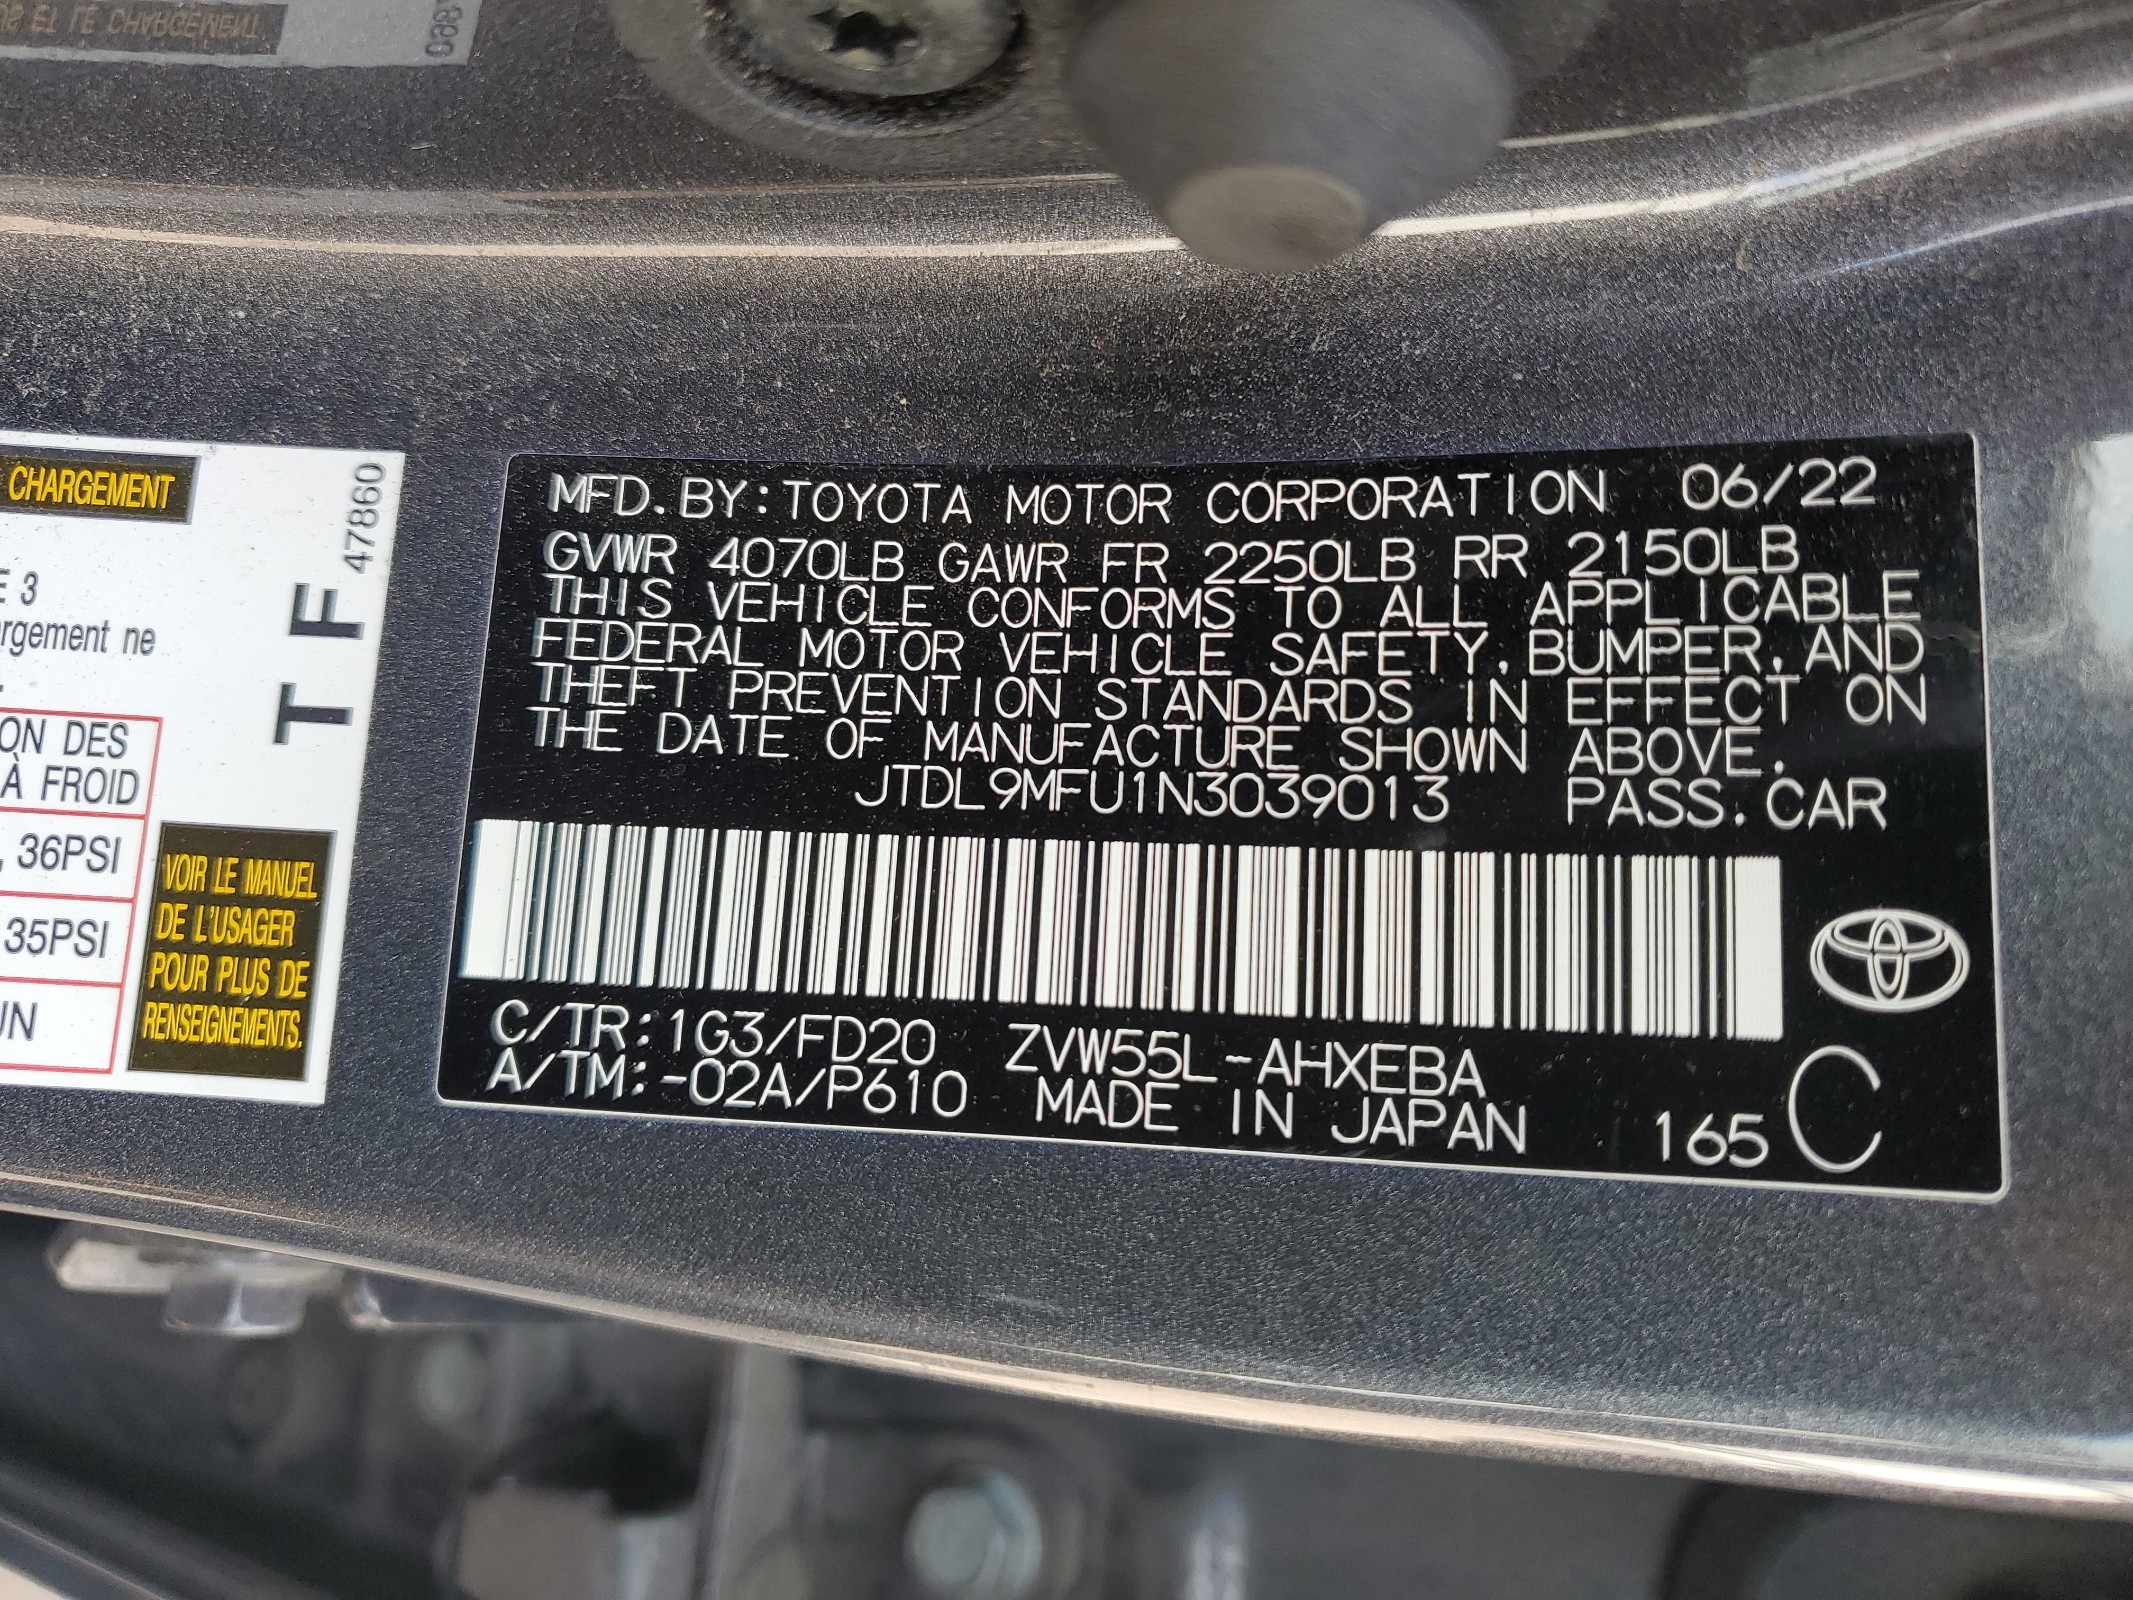 ET LE CHARGEMENT
CHARGEMENT
47860
E 3
rgement ne
T F
ON DES
À FROID
, 36PSI
35PSI
UN
VOIR LE MANUEL
DE L'USAGER
POUR PLUS DE
RENSEIGNEMENTS.
MFD. BY: TOYOTA MOTOR CORPORATION 06/22
GVWR 4070LB GAWR FR 2250LB RR 2150LB
THIS VEHICLE CONFORMS TO ALL APPLICABLE
FEDERAL MOTOR VEHICLE SAFETY, BUMPER, AND
THEFT PREVENTION STANDARDS IN EFFECT ON
THE DATE OF MANUFACTURE SHOWN ABOVE.
JTDL9MFU1N3039013 PASS. CAR
C/TR: 1G3/FD20 ZVW55L-AHXEBA
A/TM: -02A/P610 MADE IN JAPAN 165 C